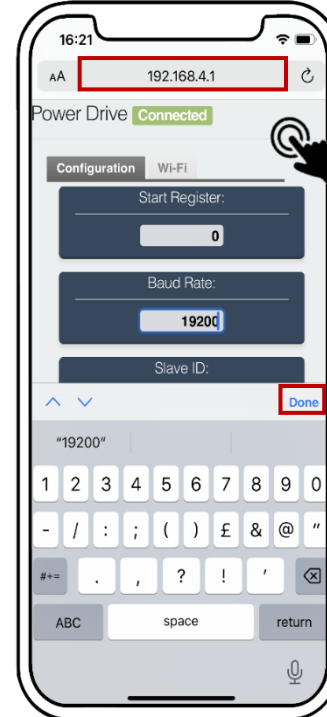 16:21
AA 192.168.4.1
Power Drive Connected
Configuration Wi-Fi
Start Register:
0
Baud Rate:
19200
Slave ID:
Done
"19200"
1 2 3 4 5 6 7 8 9 0
- / : ; ( ) £ & @ "
#+= . , ? ! '
ABC space return